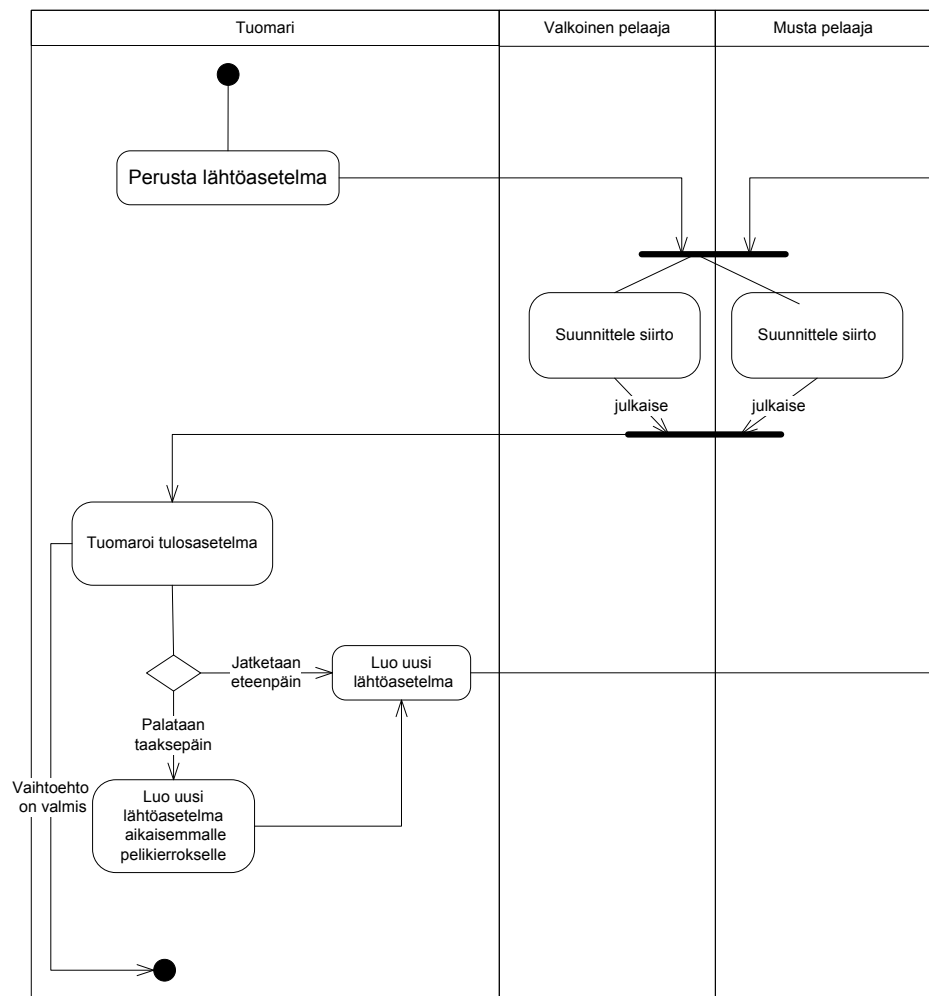 Tuomari
Valkoinen pelaaja
Musta pelaaja
Perusta lähtöasetelma
Suunnittele siirto
Suunnittele siirto
julkaise
julkaise
Tuomaroi tulosasetelma
Jatketaan
eteenpäin
Luo uusi
lähtöasetelma
Palataan
taaksepäin
Vaihtoehto
on valmis
Luo uusi
lähtöasetelma
aikaisemmalle
pelikierrokselle